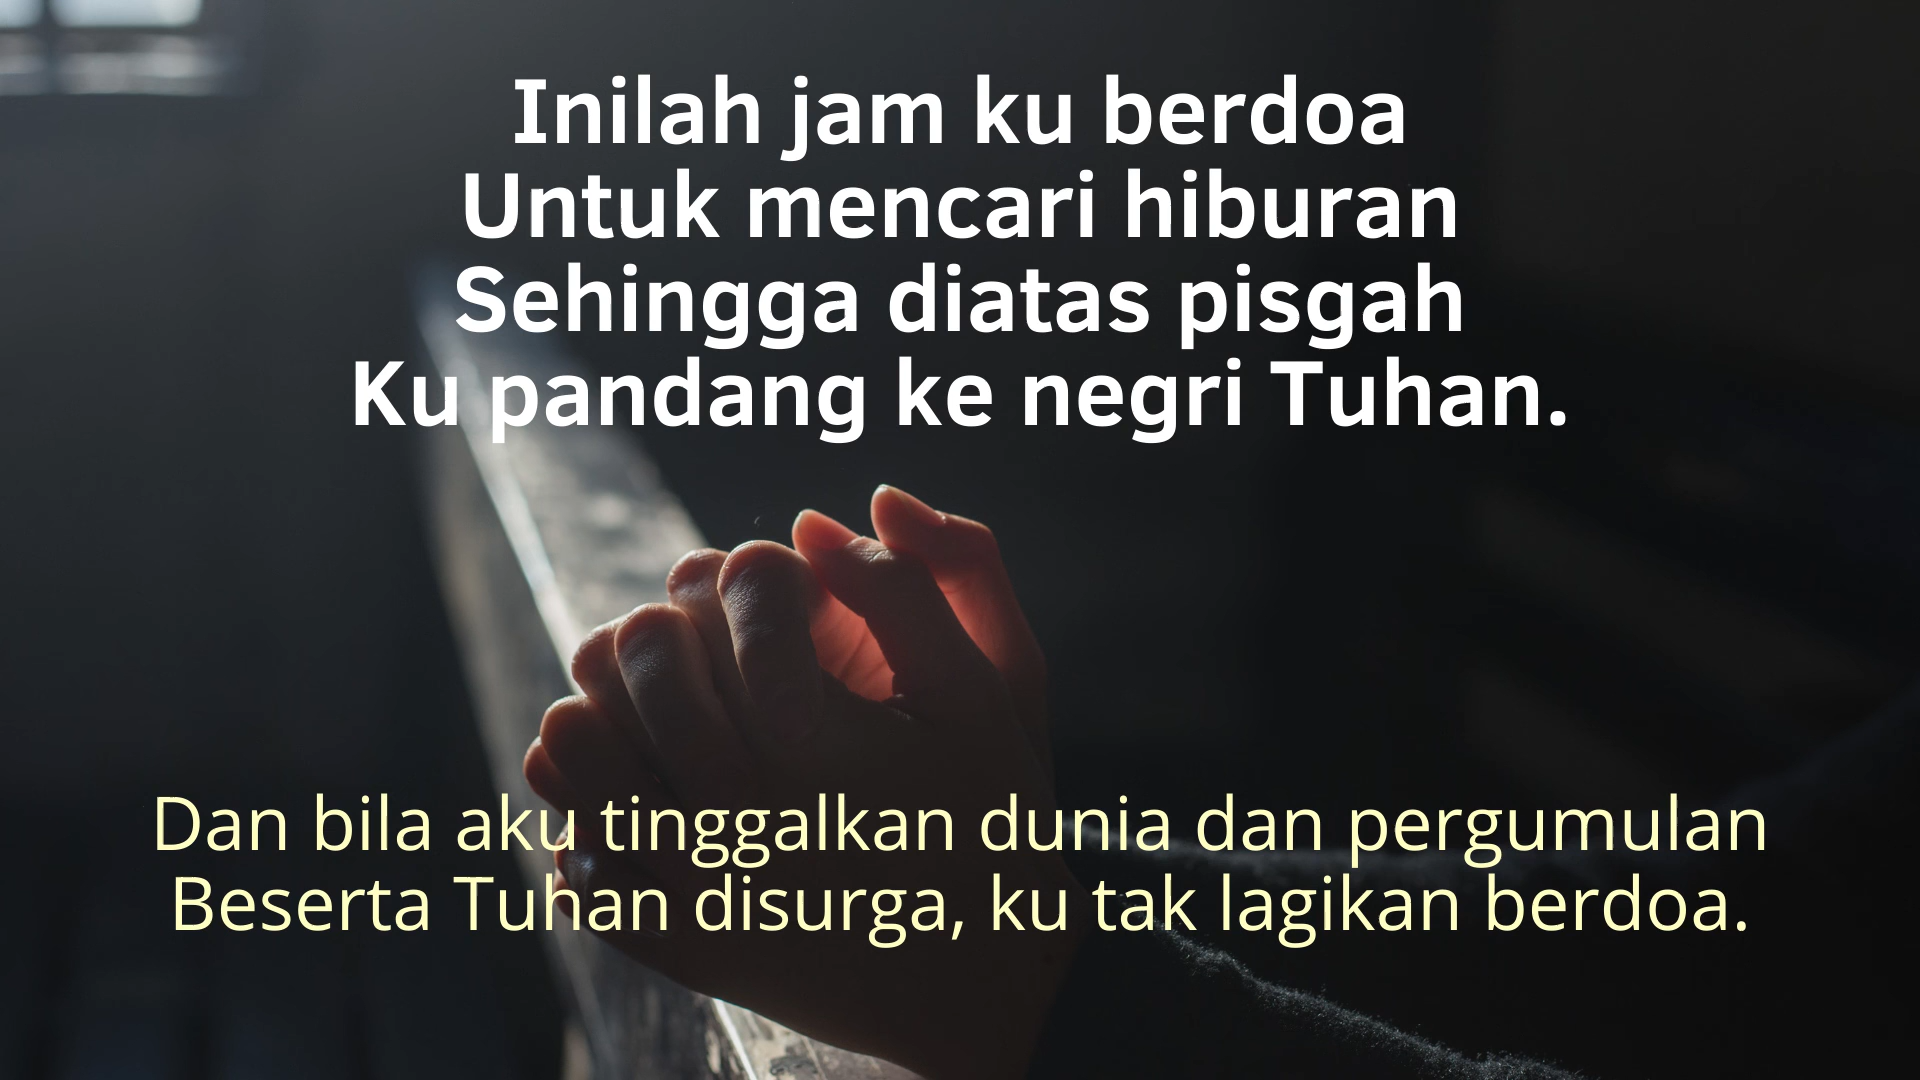 Inilah jam ku berdoa
Untuk mencari hiburan
Sehingga diatas pisgah
Ku pandang ke negri Tuhan.
Dan bila aku tinggalkan dunia dan pergumulan
Beserta Tuhan disurga, ku tak lagikan berdoa.